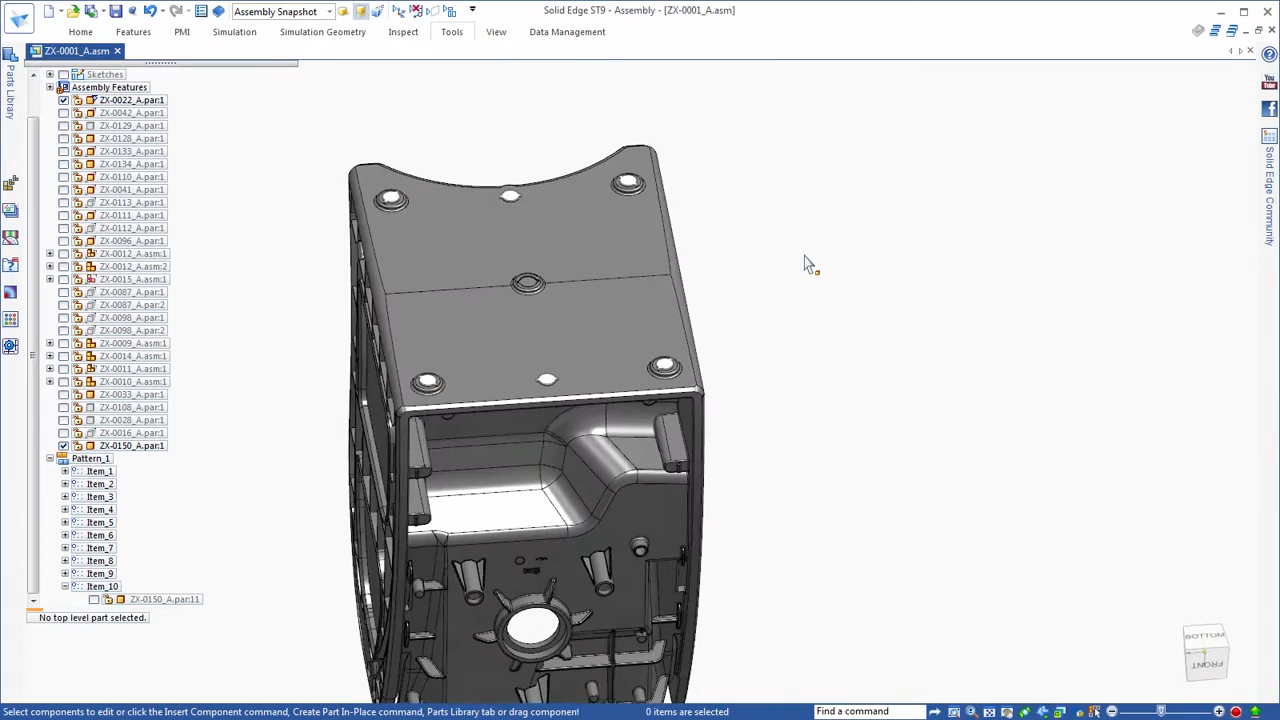 Assembly Snapshot
Solid Edge ST9 - Assembly - [ZX-0001_A.asm]
Home
Features
PMI
Simulation
Simulation Geometry
Inspect
Tools
View
Data Management
ZX-0001_A.asm
Parts Library
Sketches
Assembly Features
ZX-0022_A.par:1
ZX-0042_A.par:1
ZX-0129_A.par:1
ZX-0128_A.par:1
ZX-0133_A.par:1
ZX-0134_A.par:1
ZX-0110_A.par:1
ZX-0041_A.par:1
ZX-0113_A.par:1
ZX-0111_A.par:1
ZX-0112_A.par:1
ZX-0096_A.par:1
ZX-0012_A.asm:1
ZX-0012_A.asm:2
ZX-0015_A.asm:1
ZX-0087_A.par:1
ZX-0087_A.par:2
ZX-0098_A.par:1
ZX-0098_A.par:2
ZX-0009_A.asm:1
ZX-0014_A.asm:1
ZX-0011_A.asm:1
ZX-0010_A.asm:1
ZX-0033_A.par:1
ZX-0108_A.par:1
ZX-0028_A.par:1
ZX-0016_A.par:1
ZX-0150_A.par:1
Pattern_1
Item_1
Item_2
Item_3
Item_4
Item_5
Item_6
Item_7
Item_8
Item_9
Item_10
ZX-0150_A.par:11
No top level part selected.
You
Tube
Solid Edge Community
BOTTOM
FRONT
Select components to edit or click the Insert Component command, Create Part In-Place command, Parts Library tab or drag component!
0 items are selected
Find a command